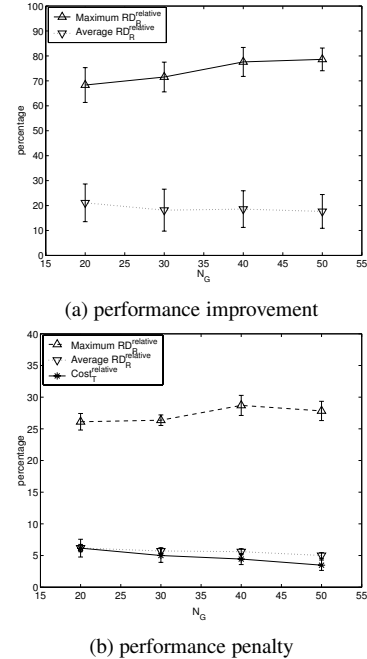 Maximum RD_R^relative
Average RD_R^relative
100
90
80
70
60
50
40
30
20
10
0
percentage
15 20 25 30 35 40 45 50 55
N_G
(a) performance improvement
Maximum RD_R^relative
Average RD_R^relative
Cost_T^relative
40
35
30
25
20
15
10
5
0
percentage
15 20 25 30 35 40 45 50 55
N_G
(b) performance penalty